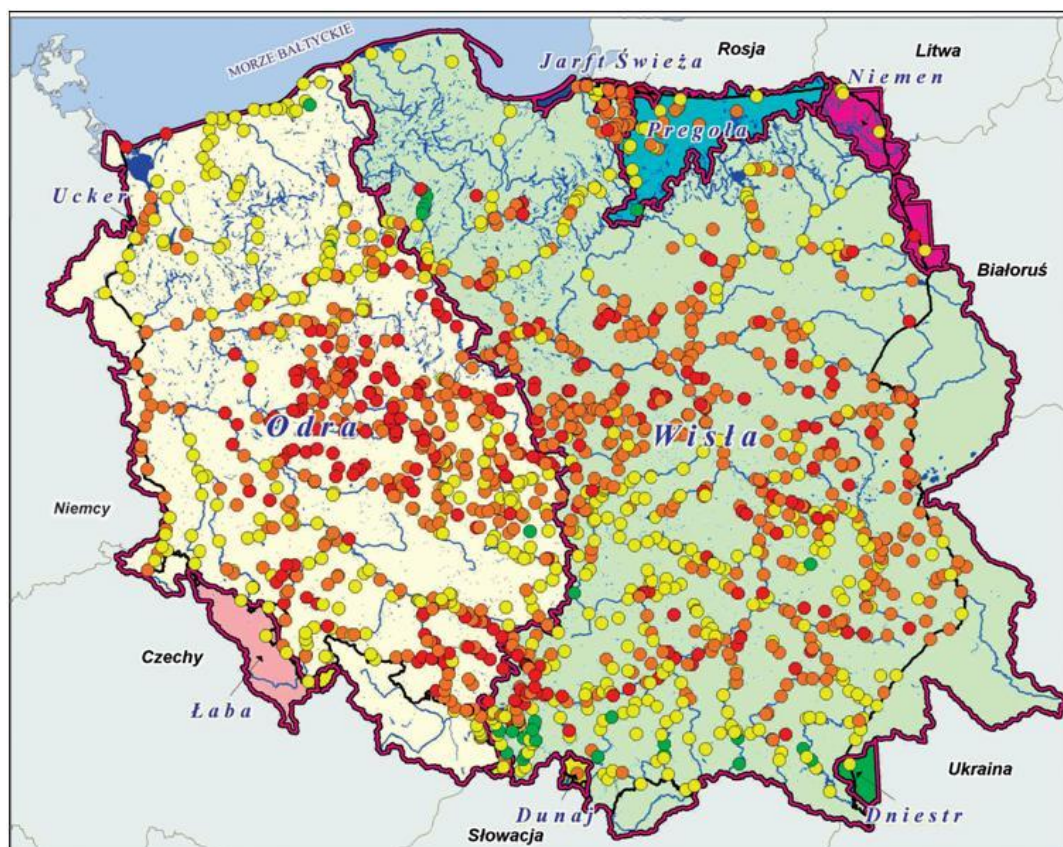 MORZE BAŁTYCKIE
Rosja
Litwa
Jarft Świeża
Niemen
Pregoła
Ucker
Białoruś
Odra
Wisła
Niemcy
Czechy
Łaba
Ukraina
Dunaj
Dniestr
Słowacja